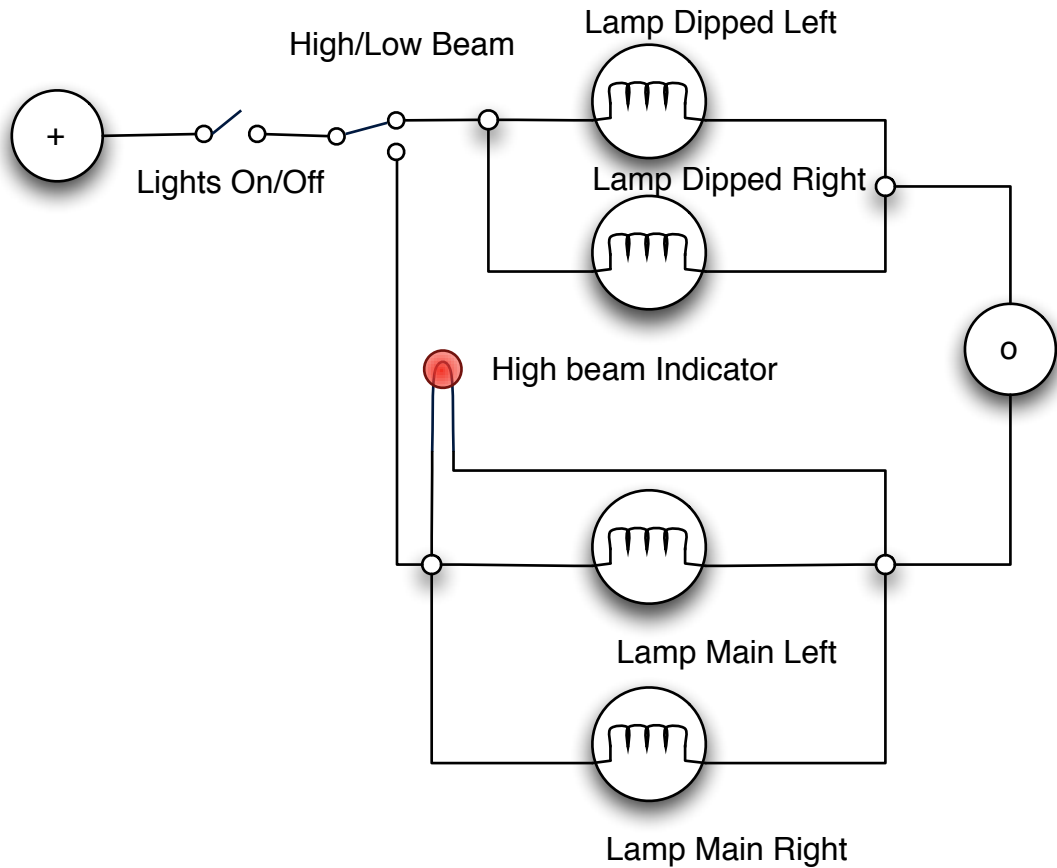 Lamp Dipped Left
High/Low Beam
+
Lights On/Off
Lamp Dipped Right
o
High beam Indicator
Lamp Main Left
Lamp Main Right